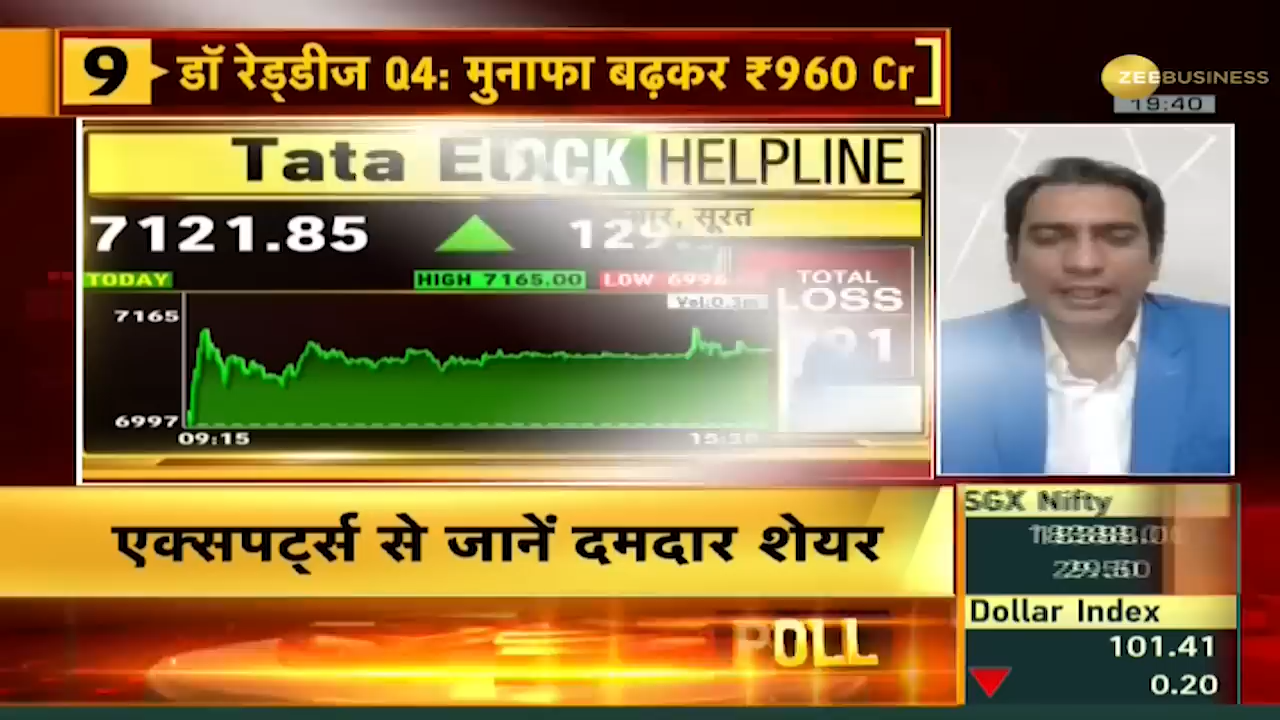 9 डॉ रेड्डीज Q4: मुनाफा बढ़कर ₹960 Cr
ZEEBUSINESS
19:40
Tata
HELPLINE
7121.85
सूरत
TODAY
HIGH 7165.00
LOW
TOTAL
LOSS
7165
6997
09:15
एक्सपर्ट्स से जानें दमदार शेयर
POLL
SGX Nifty
Dollar Index
101.41
0.20